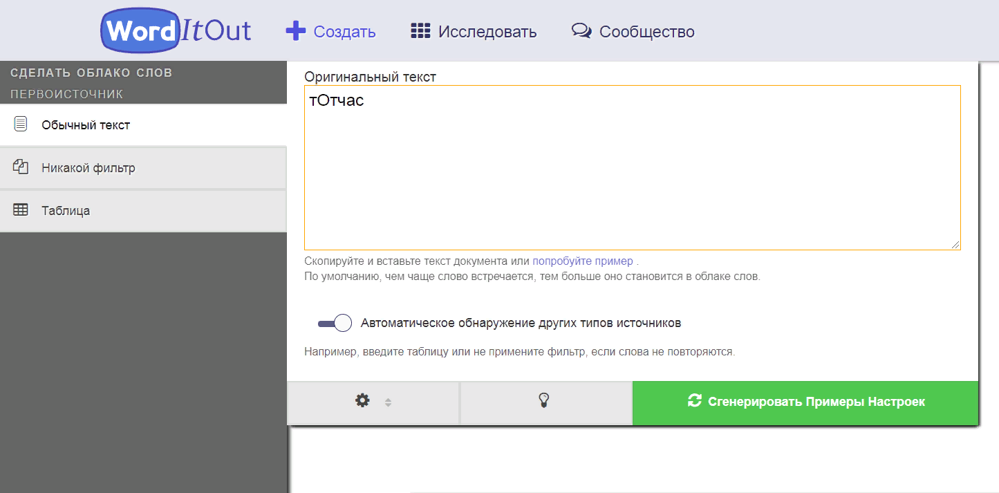 WordItOut
Создать
Исследовать
Сообщество
СДЕЛАТЬ ОБЛАКО СЛОВ
ПЕРВОИСТОЧНИК
Обычный текст
Никакой фильтр
Таблица
Оригинальный текст
тОтчас
Скопируйте и вставьте текст документа или попробуйте пример .
По умолчанию, чем чаще слово встречается, тем больше оно становится в облаке слов.
Автоматическое обнаружение других типов источников
Например, введите таблицу или не примените фильтр, если слова не повторяются.
Сгенерировать Примеры Настроек